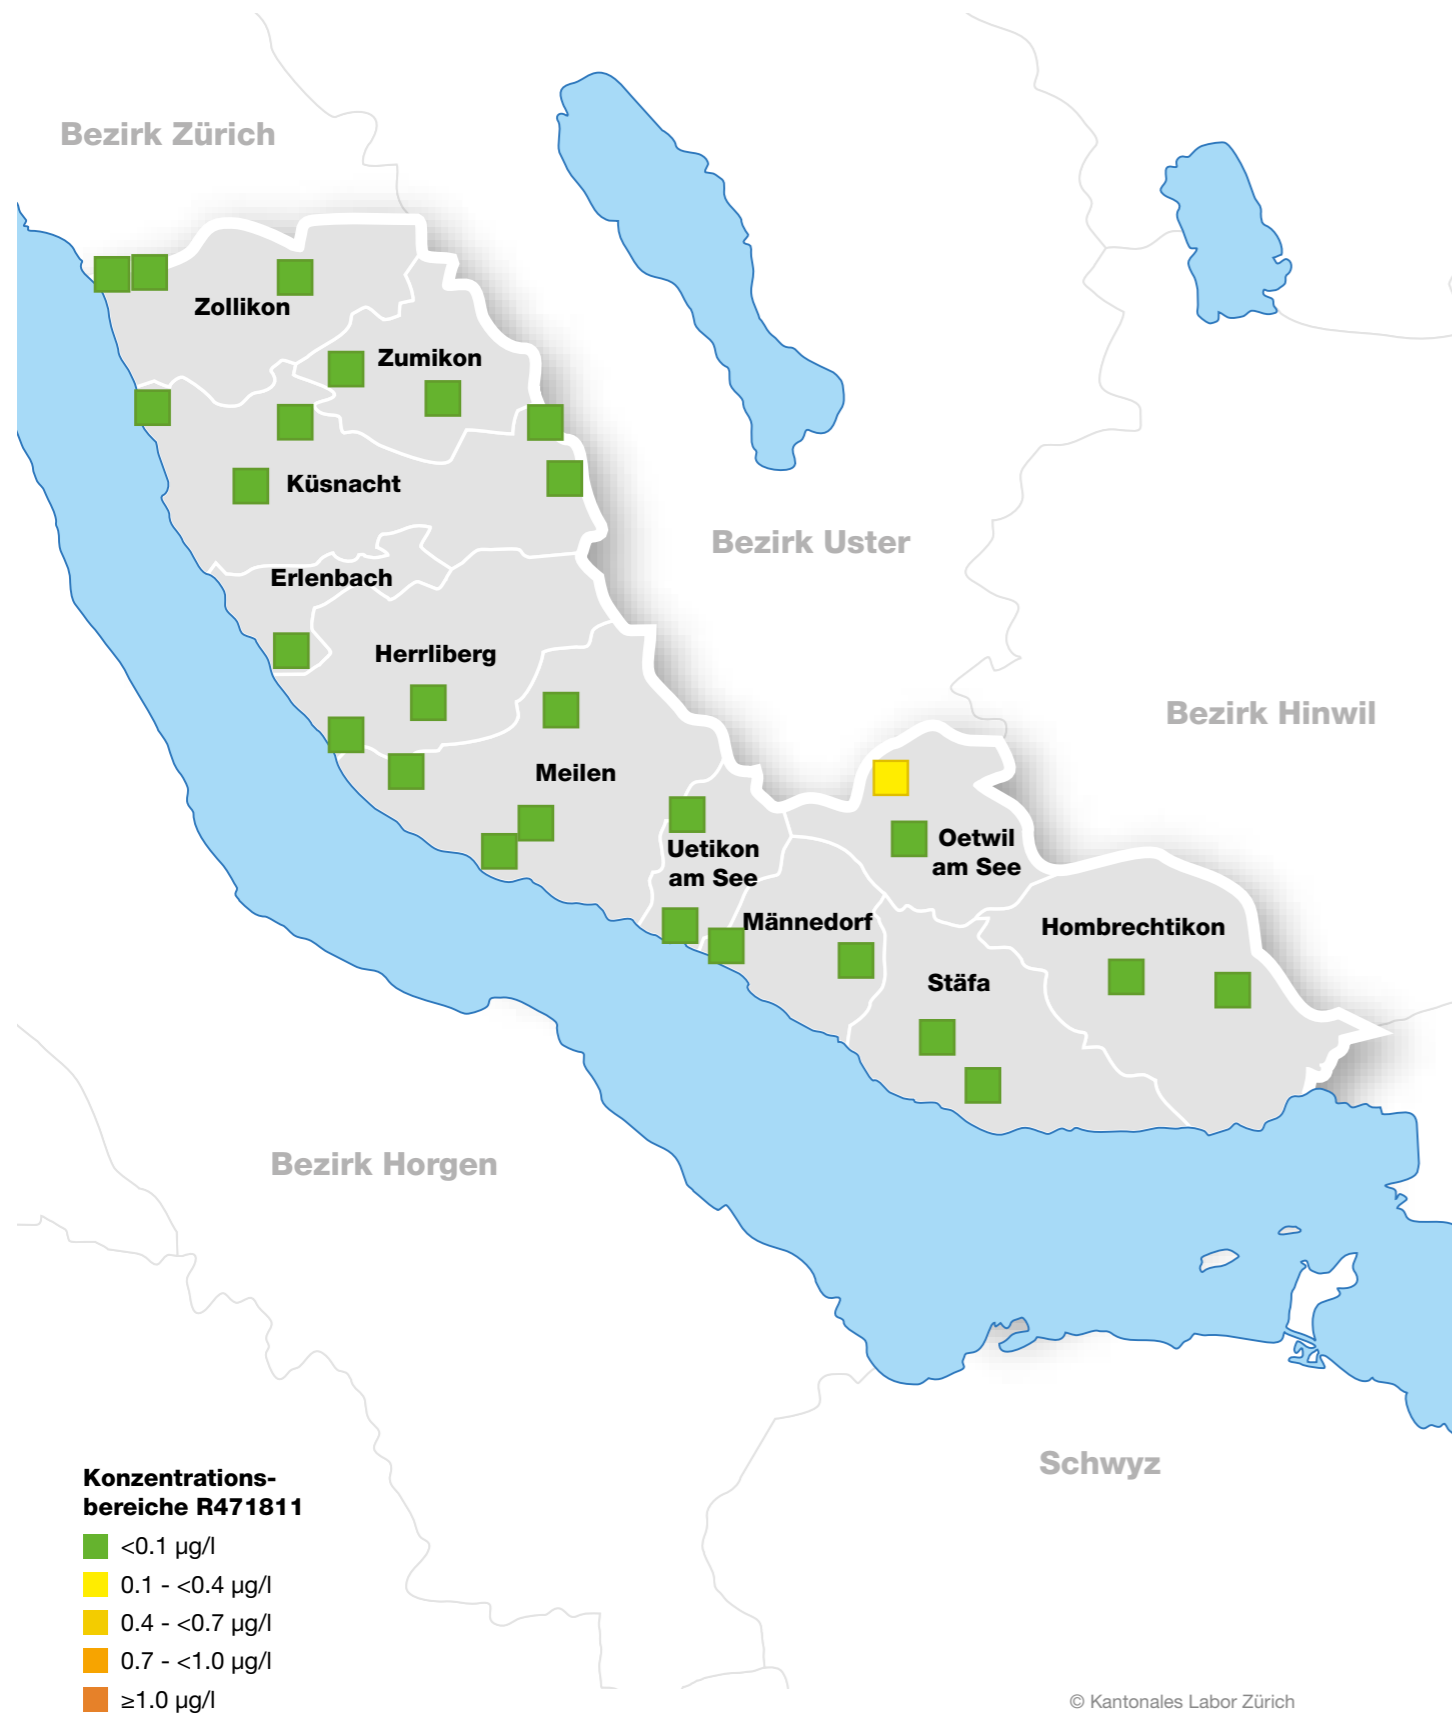 Bezirk Zürich
Zollikon
Zumikon
Küsnacht
Bezirk Uster
Erlenbach
Herrliberg
Bezirk Hinwil
Meilen
Oetwil
am See
Uetikon
am See
Männedorf
Hombrechtikon
Stäfa
Bezirk Horgen
Schwyz
Konzentrations-
bereiche R471811
<0.1 µg/l
0.1 - <0.4 µg/l
0.4 - <0.7 µg/l
0.7 - <1.0 µg/l
≥1.0 µg/l
© Kantonales Labor Zürich